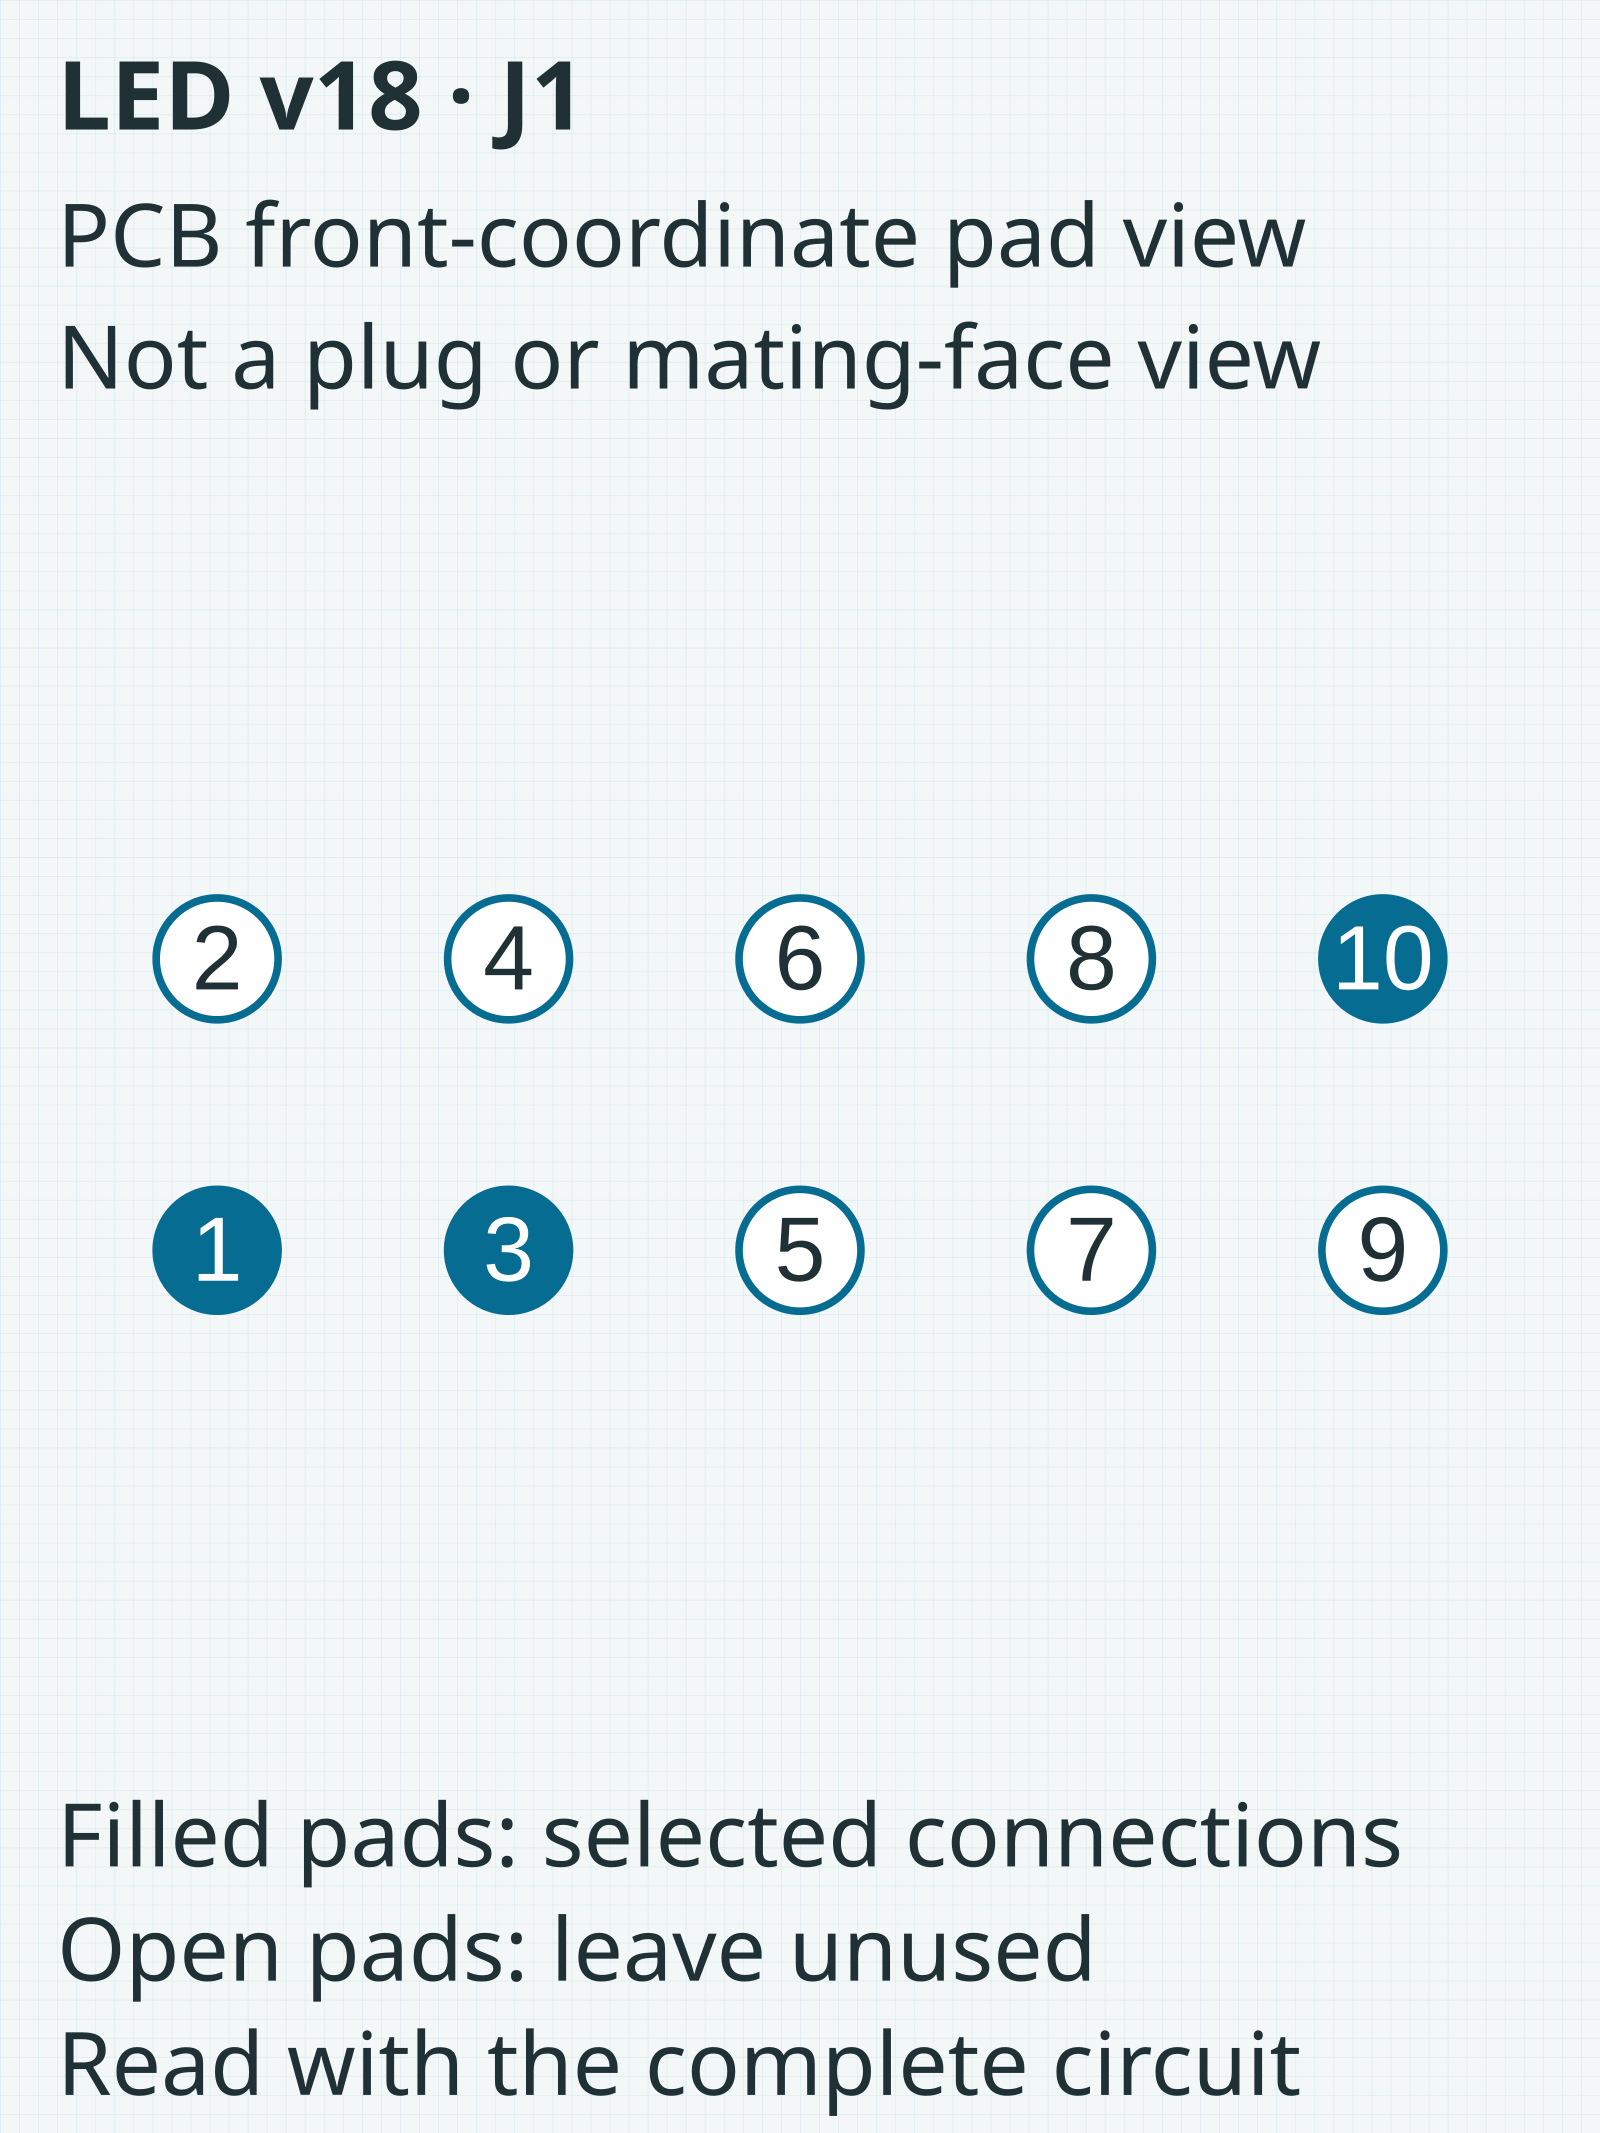 LED v18 · J1
PCB front-coordinate pad view
Not a plug or mating-face view
2 4 6 8 10
1 3 5 7 9
Filled pads: selected connections
Open pads: leave unused
Read with the complete circuit